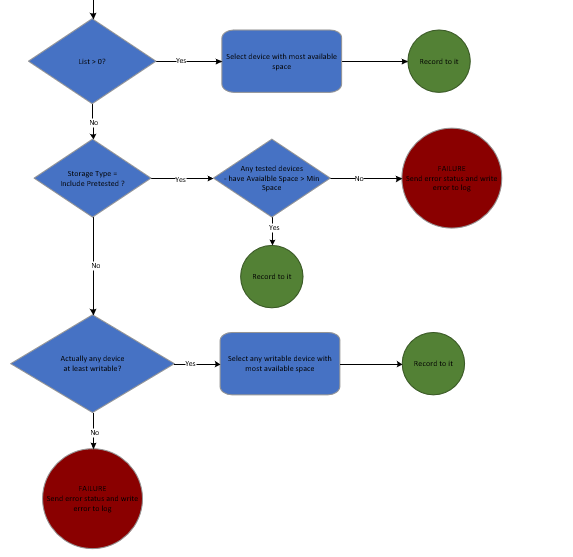 List > 0?
Yes
Select device with most available
space
Record to it
No
Storage Type =
Include Pretested ?
Yes
Any tested devices
- have Avaialble Space > Min
Space
No
FAILURE
Send error status and write
error to log
Yes
Record to it
No
Actually any device
at least writable?
Yes
Select any writable device with
most available space
Record to it
No
FAILURE
Send error status and write
error to log